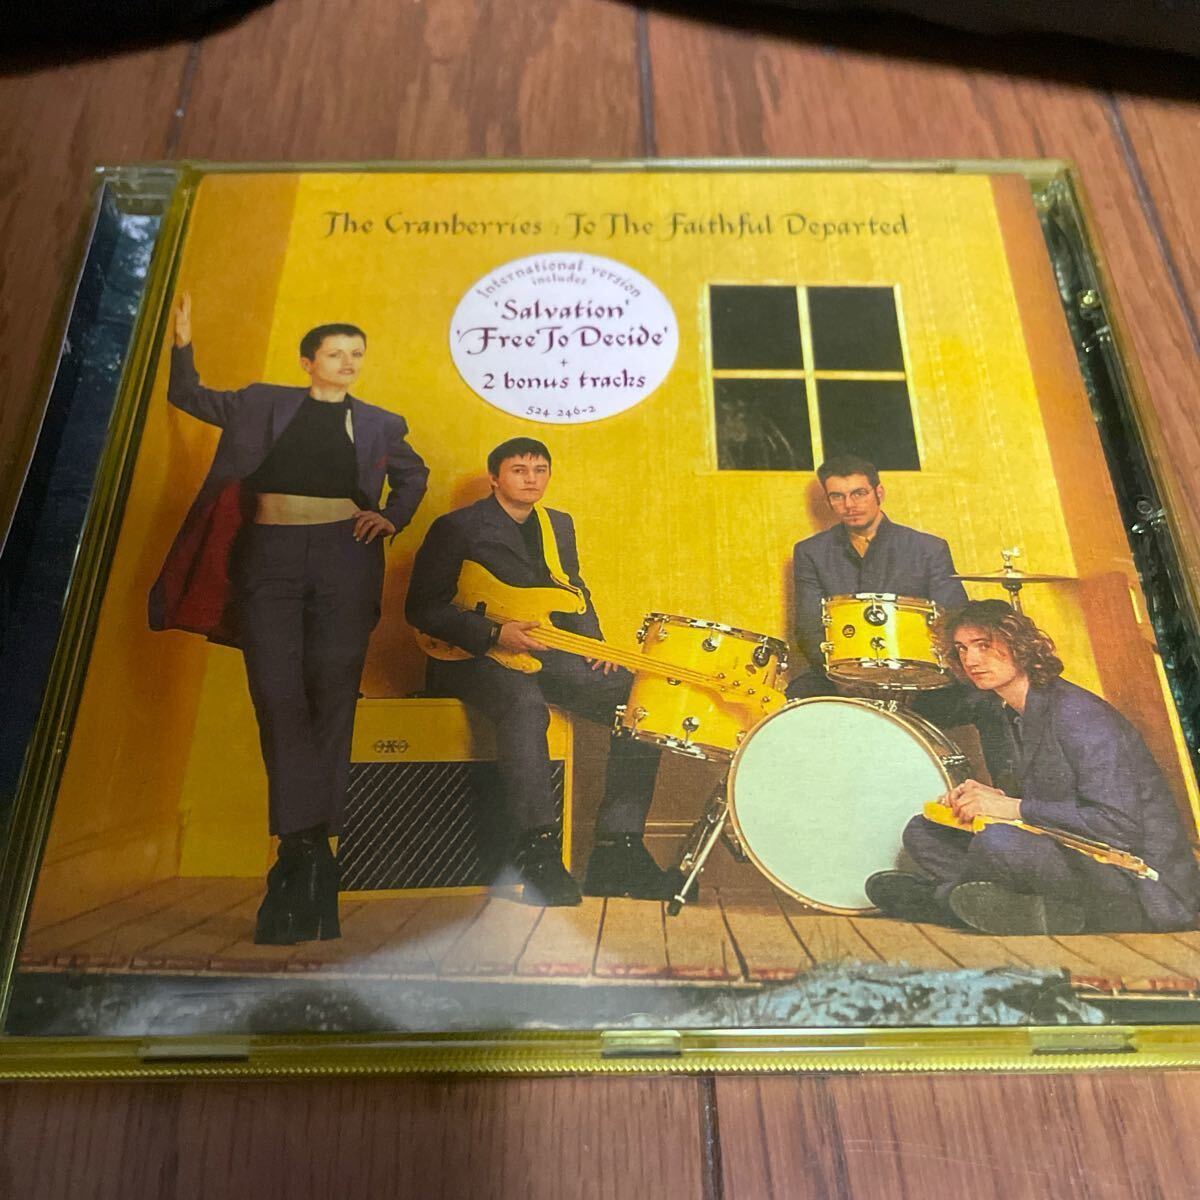 The Cranberries : To The Faithful Departed
International version
includes
'Salvation'
'Free To Decide'
+
2 bonus tracks
524 246-2